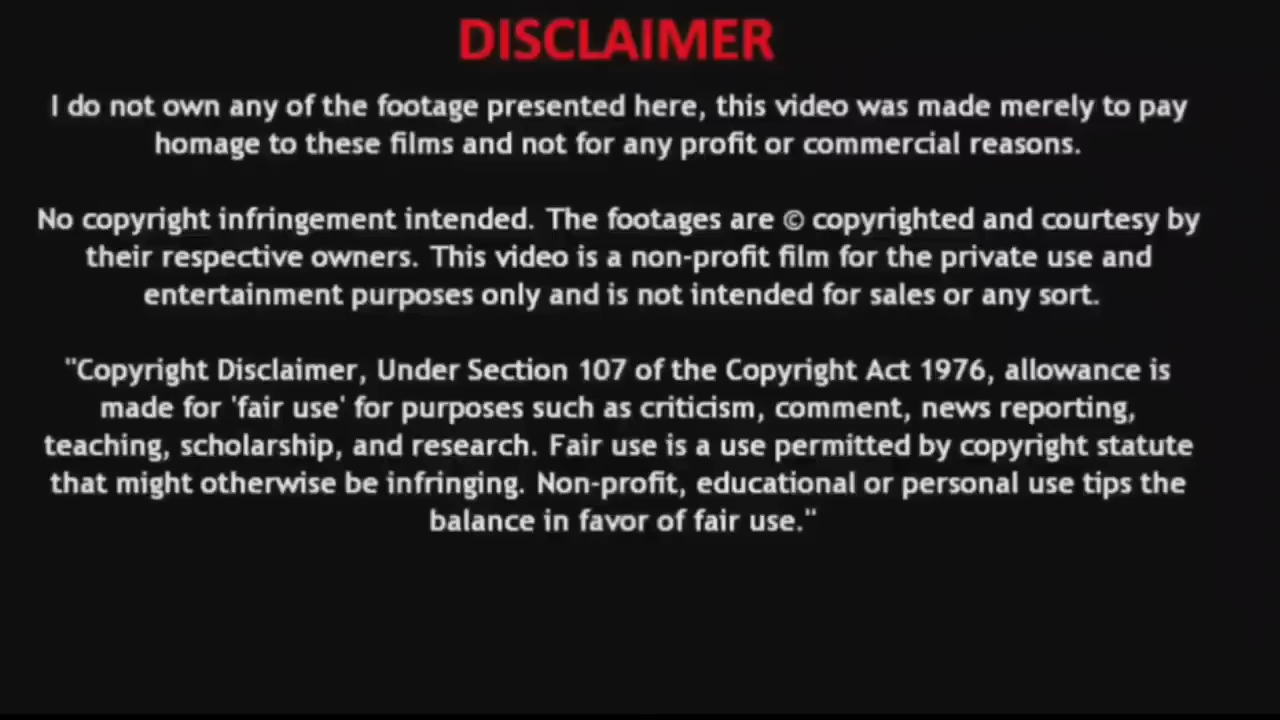 DISCLAIMER
I do not own any of the footage presented here, this video was made merely to pay
homage to these films and not for any profit or commercial reasons.
No copyright infringement intended. The footages are © copyrighted and courtesy by
their respective owners. This video is a non-profit film for the private use and
entertainment purposes only and is not intended for sales or any sort.
"Copyright Disclaimer, Under Section 107 of the Copyright Act 1976, allowance is
made for 'fair use' for purposes such as criticism, comment, news reporting,
teaching, scholarship, and research. Fair use is a use permitted by copyright statute
that might otherwise be infringing. Non-profit, educational or personal use tips the
balance in favor of fair use."